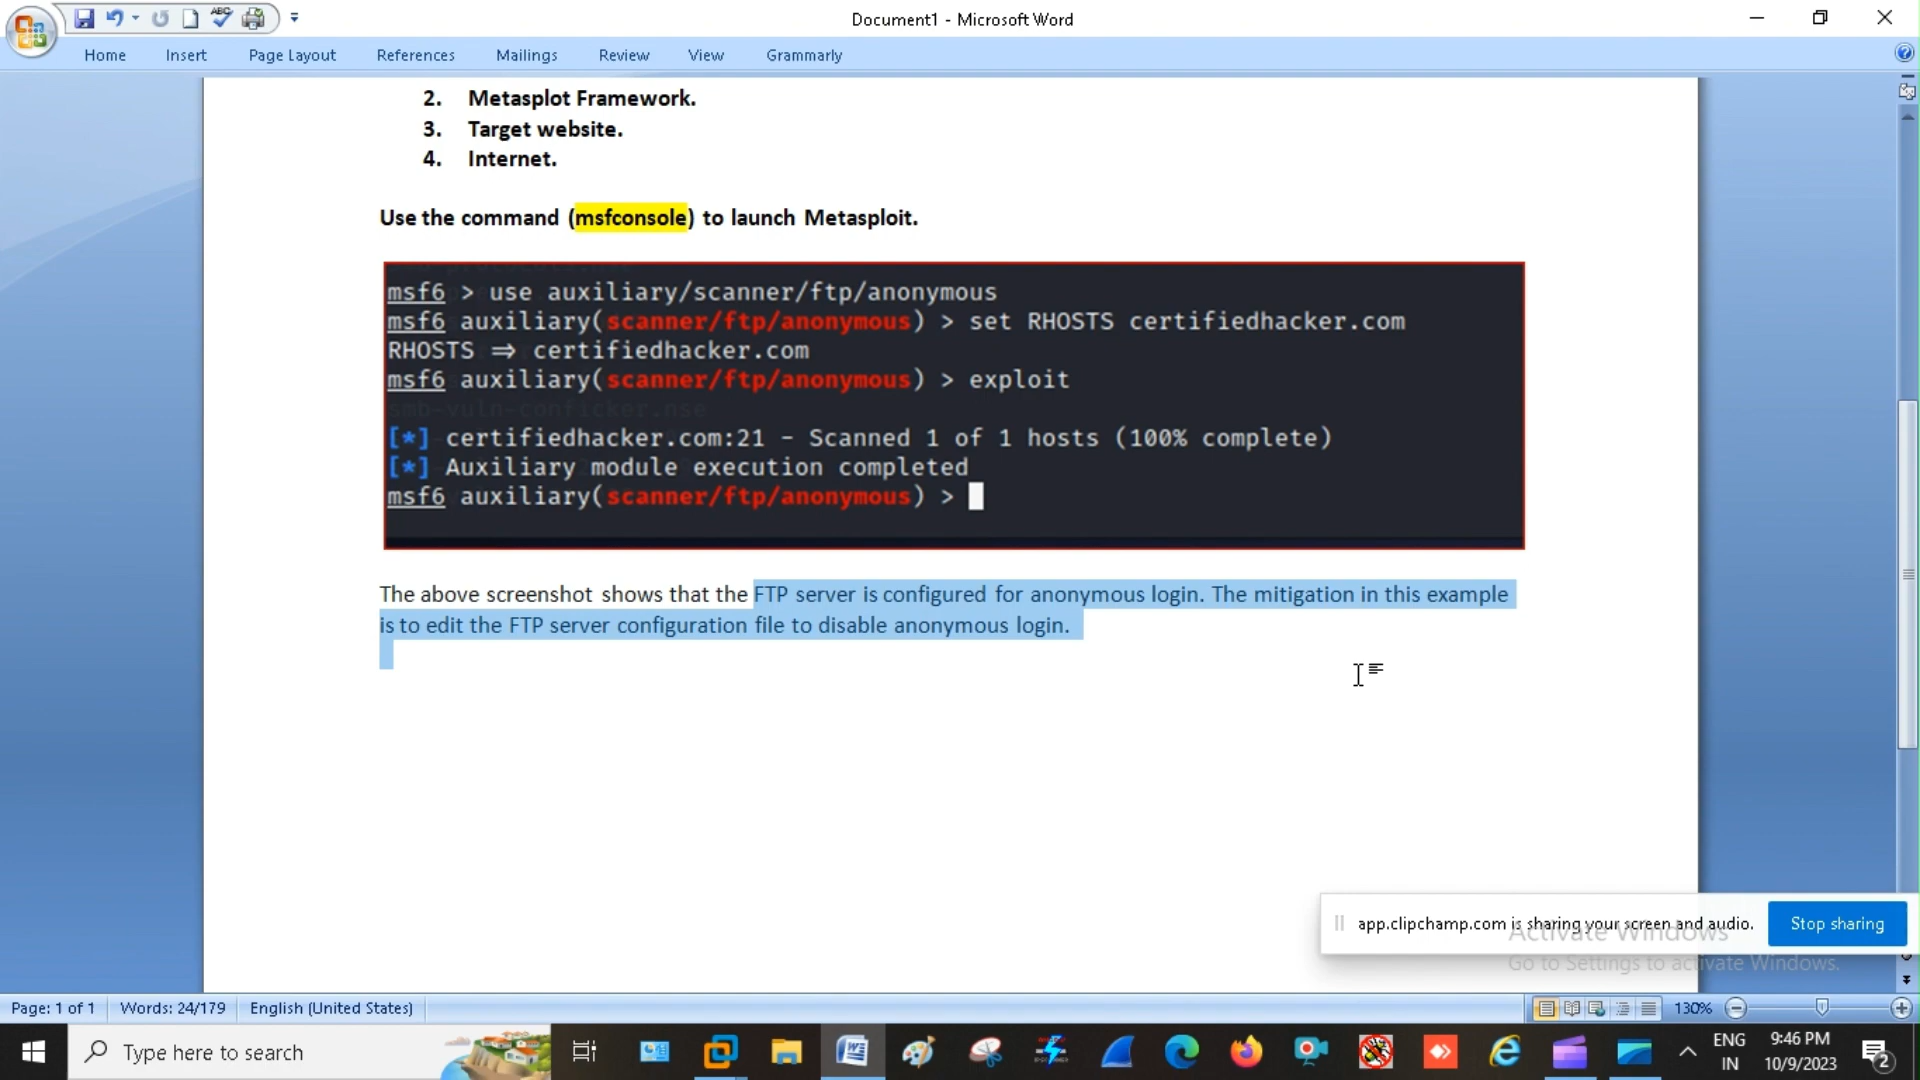 Document1 - Microsoft Word
ABC
Home Insert Page Layout References Mailings Review View Grammarly
2. Metasplot Framework.
3. Target website.
4. Internet.
Use the command (msfconsole) to launch Metasploit.
msf6 > use auxiliary/scanner/ftp/anonymous
msf6 auxiliary(scanner/ftp/anonymous) > set RHOSTS certifiedhacker.com
RHOSTS ⇒ certifiedhacker.com
msf6 auxiliary(scanner/ftp/anonymous) > exploit
smb-vuln-conficker.nse
[*] certifiedhacker.com:21 - Scanned 1 of 1 hosts (100% complete)
[*] Auxiliary module execution completed
msf6 auxiliary(scanner/ftp/anonymous) >
The above screenshot shows that the FTP server is configured for anonymous login. The mitigation in this example
is to edit the FTP server configuration file to disable anonymous login.
app.clipchamp.com is sharing your screen and audio. Stop sharing
Activate Windows
Go to Settings to activate Windows.
Page: 1 of 1 Words: 24/179 English (United States) 130%
Type here to search
ENG 9:46 PM
IN 10/9/2023 2